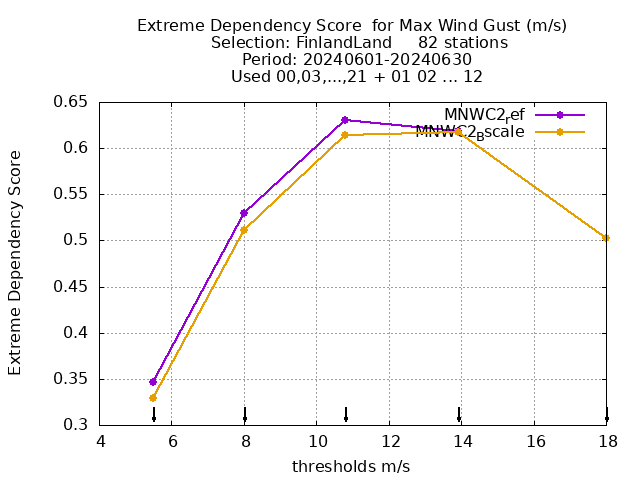 Extreme Dependency Score  for Max Wind Gust (m/s)
Selection: FinlandLand     82 stations
Period: 20240601-20240630
Used 00,03,...,21 + 01 02 ... 12
MNWC2ref
MNWC2Bscale
Extreme Dependency Score
0.65
0.6
0.55
0.5
0.45
0.4
0.35
0.3
4 6 8 10 12 14 16 18
thresholds m/s